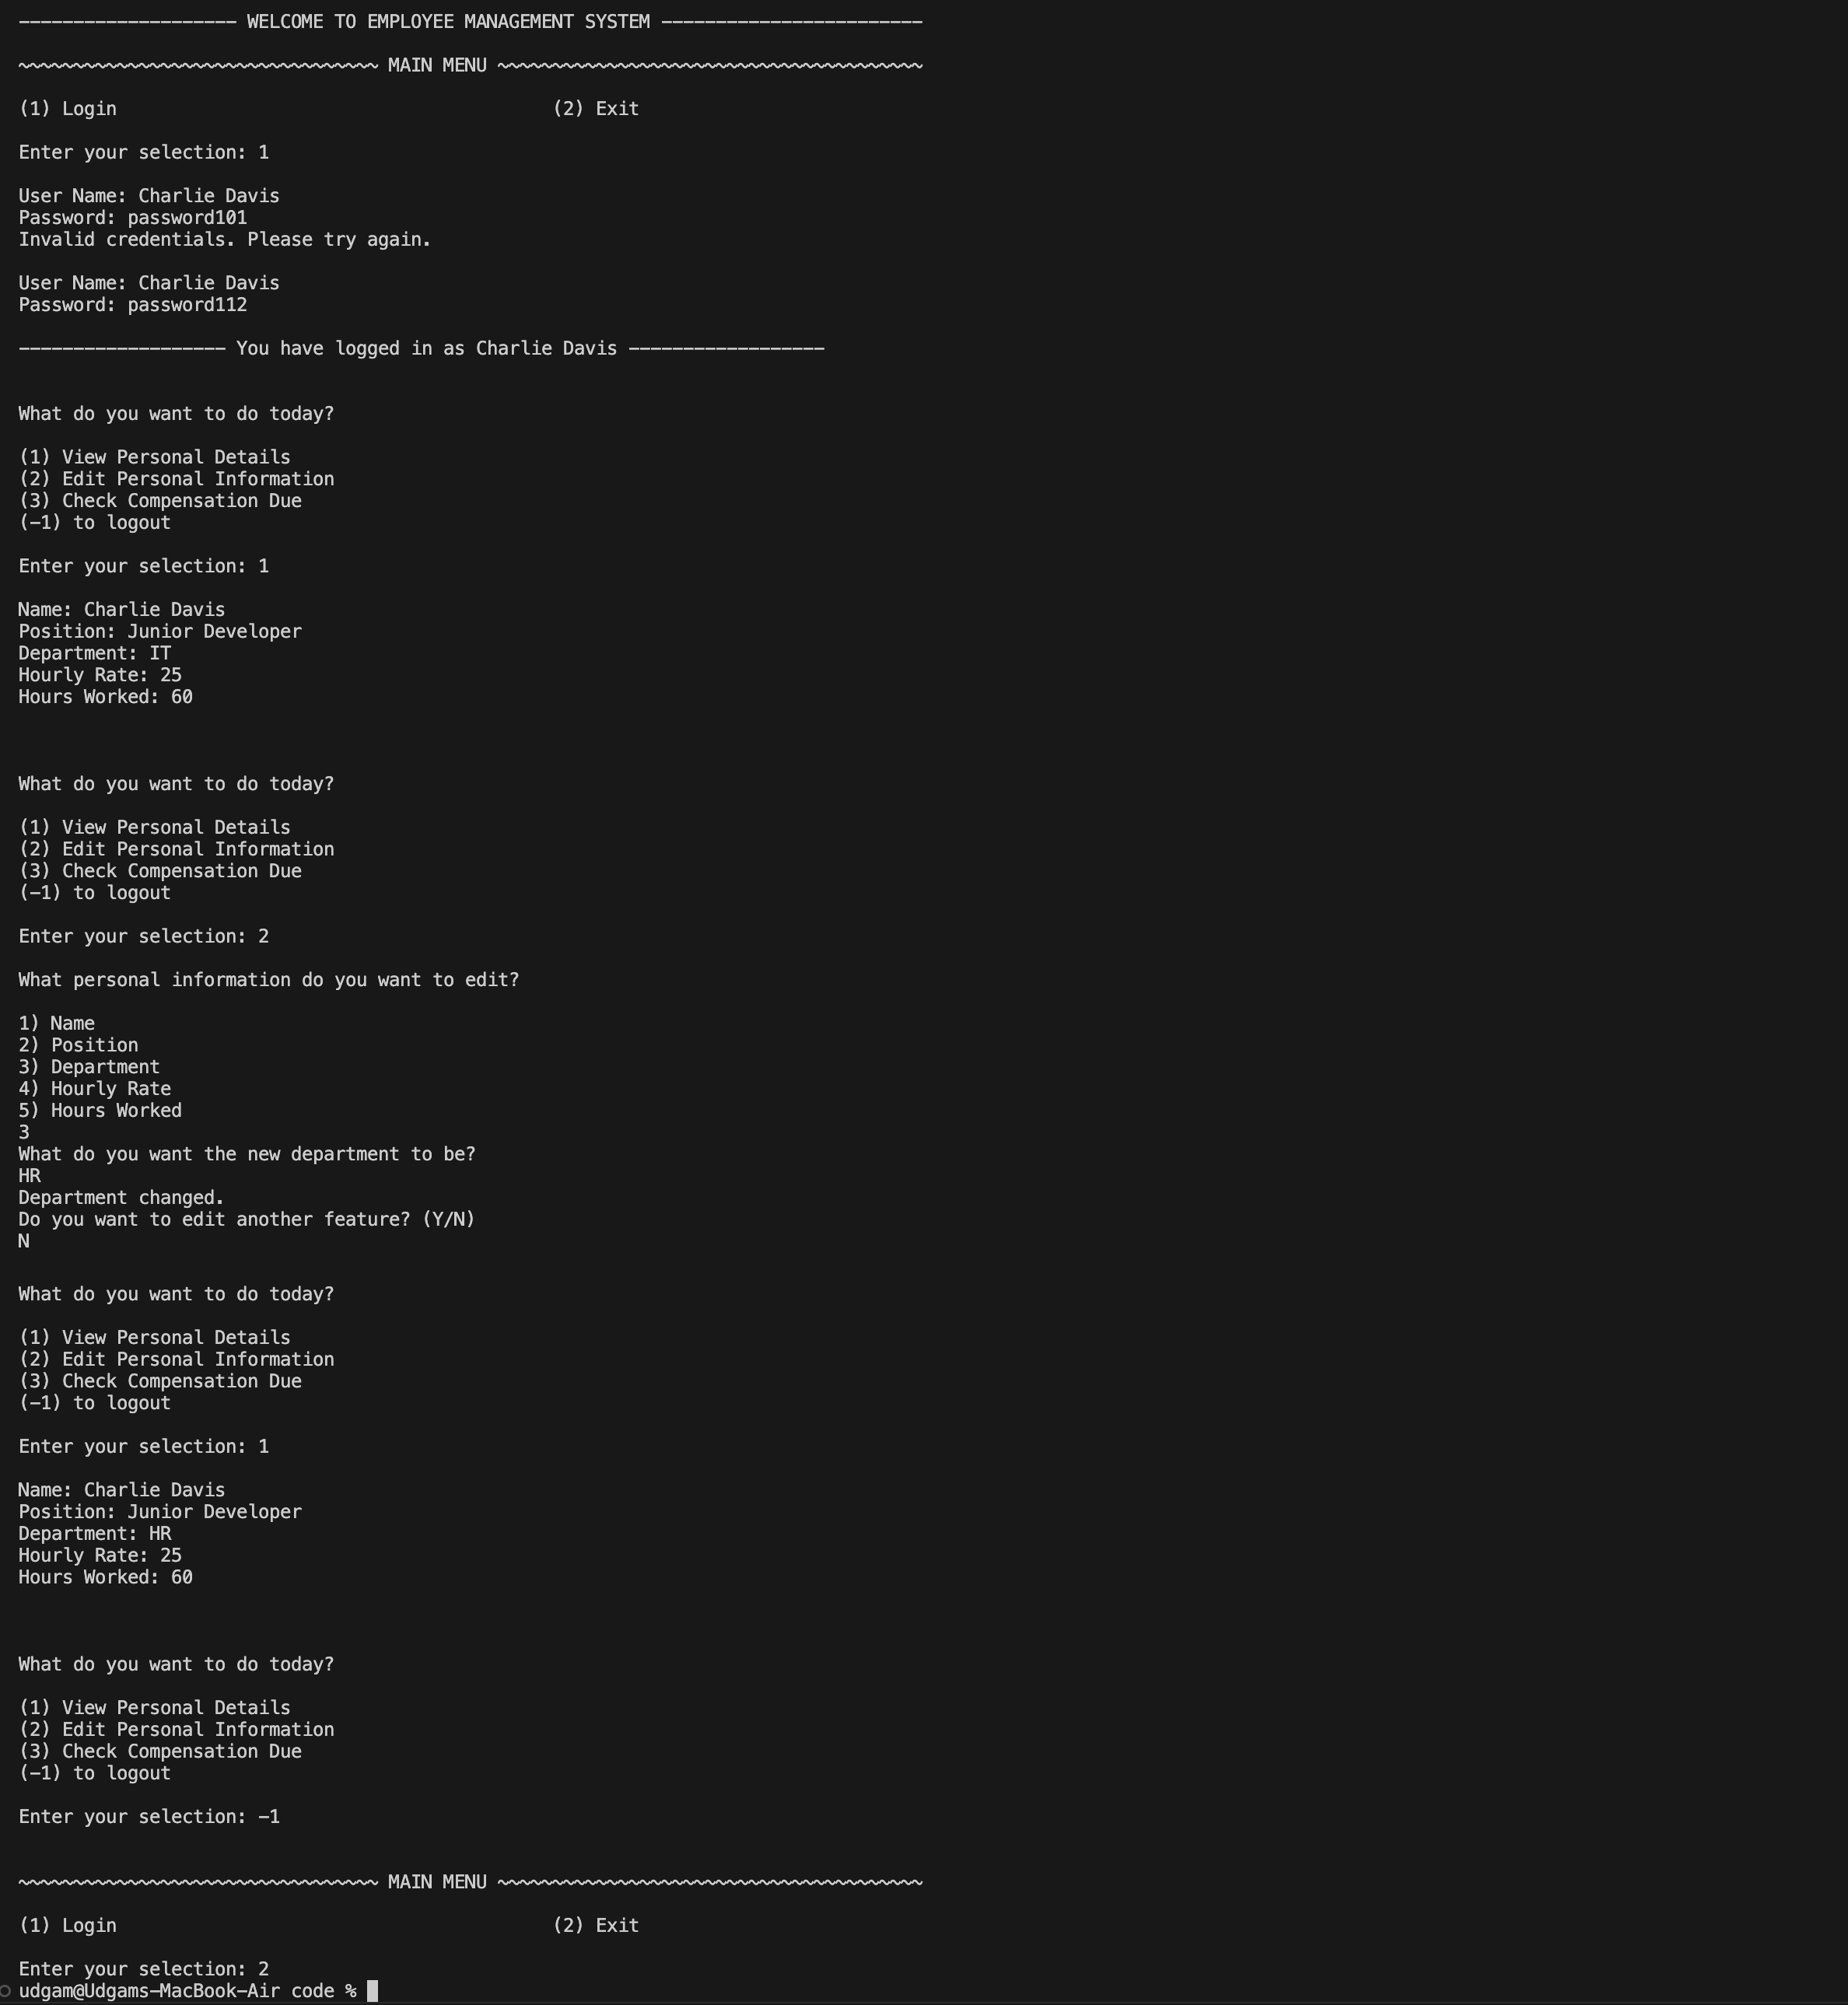 -------------------- WELCOME TO EMPLOYEE MANAGEMENT SYSTEM ------------------------
~~~~~~~~~~~~~~~~~~~~~~~~~~~~~~~~~ MAIN MENU ~~~~~~~~~~~~~~~~~~~~~~~~~~~~~~~~~~~~~~~
(1) Login                                        (2) Exit
Enter your selection: 1
User Name: Charlie Davis
Password: password101
Invalid credentials. Please try again.
User Name: Charlie Davis
Password: password112
------------------- You have logged in as Charlie Davis ------------------
What do you want to do today?
(1) View Personal Details
(2) Edit Personal Information
(3) Check Compensation Due
(-1) to logout
Enter your selection: 1
Name: Charlie Davis
Position: Junior Developer
Department: IT
Hourly Rate: 25
Hours Worked: 60
What do you want to do today?
(1) View Personal Details
(2) Edit Personal Information
(3) Check Compensation Due
(-1) to logout
Enter your selection: 2
What personal information do you want to edit?
1) Name
2) Position
3) Department
4) Hourly Rate
5) Hours Worked
3
What do you want the new department to be?
HR
Department changed.
Do you want to edit another feature? (Y/N)
N
What do you want to do today?
(1) View Personal Details
(2) Edit Personal Information
(3) Check Compensation Due
(-1) to logout
Enter your selection: 1
Name: Charlie Davis
Position: Junior Developer
Department: HR
Hourly Rate: 25
Hours Worked: 60
What do you want to do today?
(1) View Personal Details
(2) Edit Personal Information
(3) Check Compensation Due
(-1) to logout
Enter your selection: -1
~~~~~~~~~~~~~~~~~~~~~~~~~~~~~~~~~ MAIN MENU ~~~~~~~~~~~~~~~~~~~~~~~~~~~~~~~~~~~~~~~
(1) Login                                        (2) Exit
Enter your selection: 2
udgam@Udgams-MacBook-Air code %